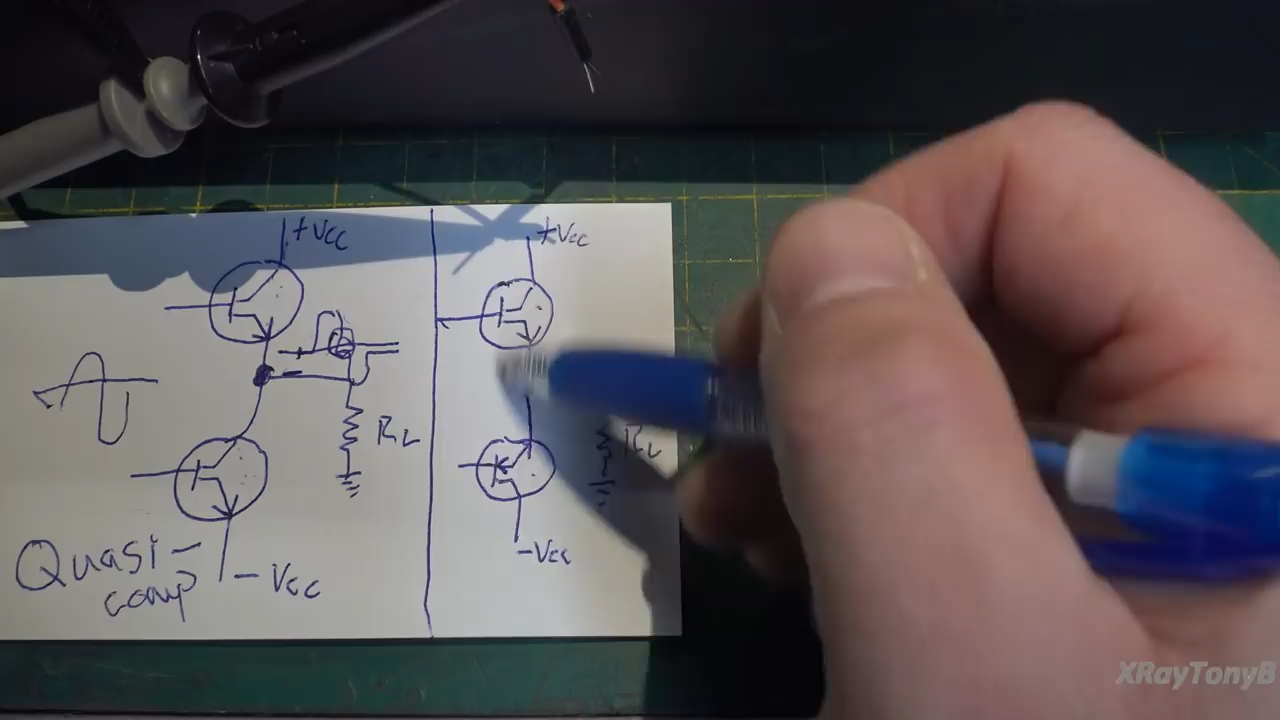 +Vcc
RL
Quasi-
comp
-Vcc
+Vcc
RL
-Vcc
XRayTonyB